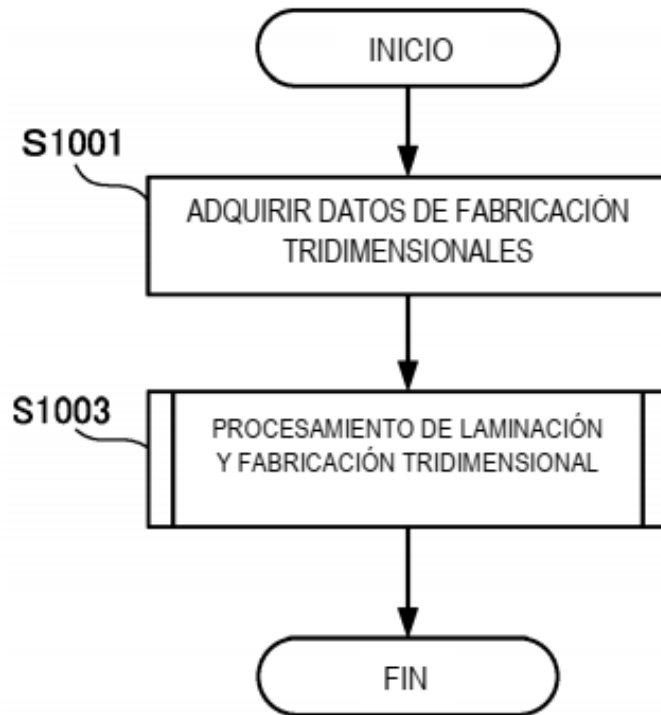 INICIO
S1001
ADQUIRIR DATOS DE FABRICACIÓN
TRIDIMENSIONALES
S1003
PROCESAMIENTO DE LAMINACIÓN
Y FABRICACIÓN TRIDIMENSIONAL
FIN